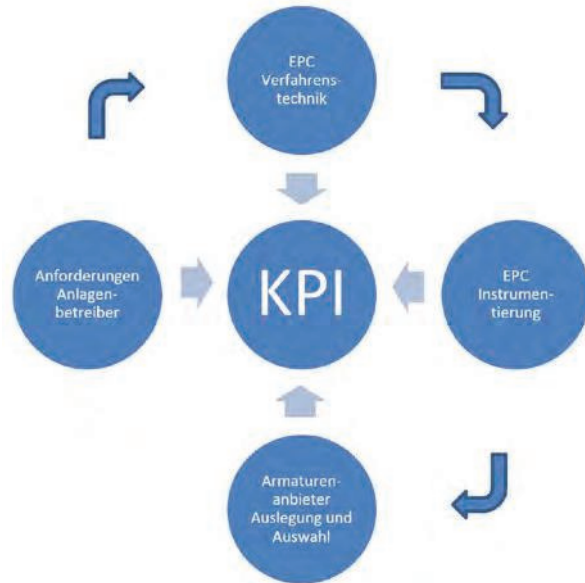 EPC
Verfahrens-
technik
Anforderungen
Anlagen-
betreiber
KPI
EPC
Instrumen-
tierung
Armaturen-
anbieter
Auslegung und
Auswahl